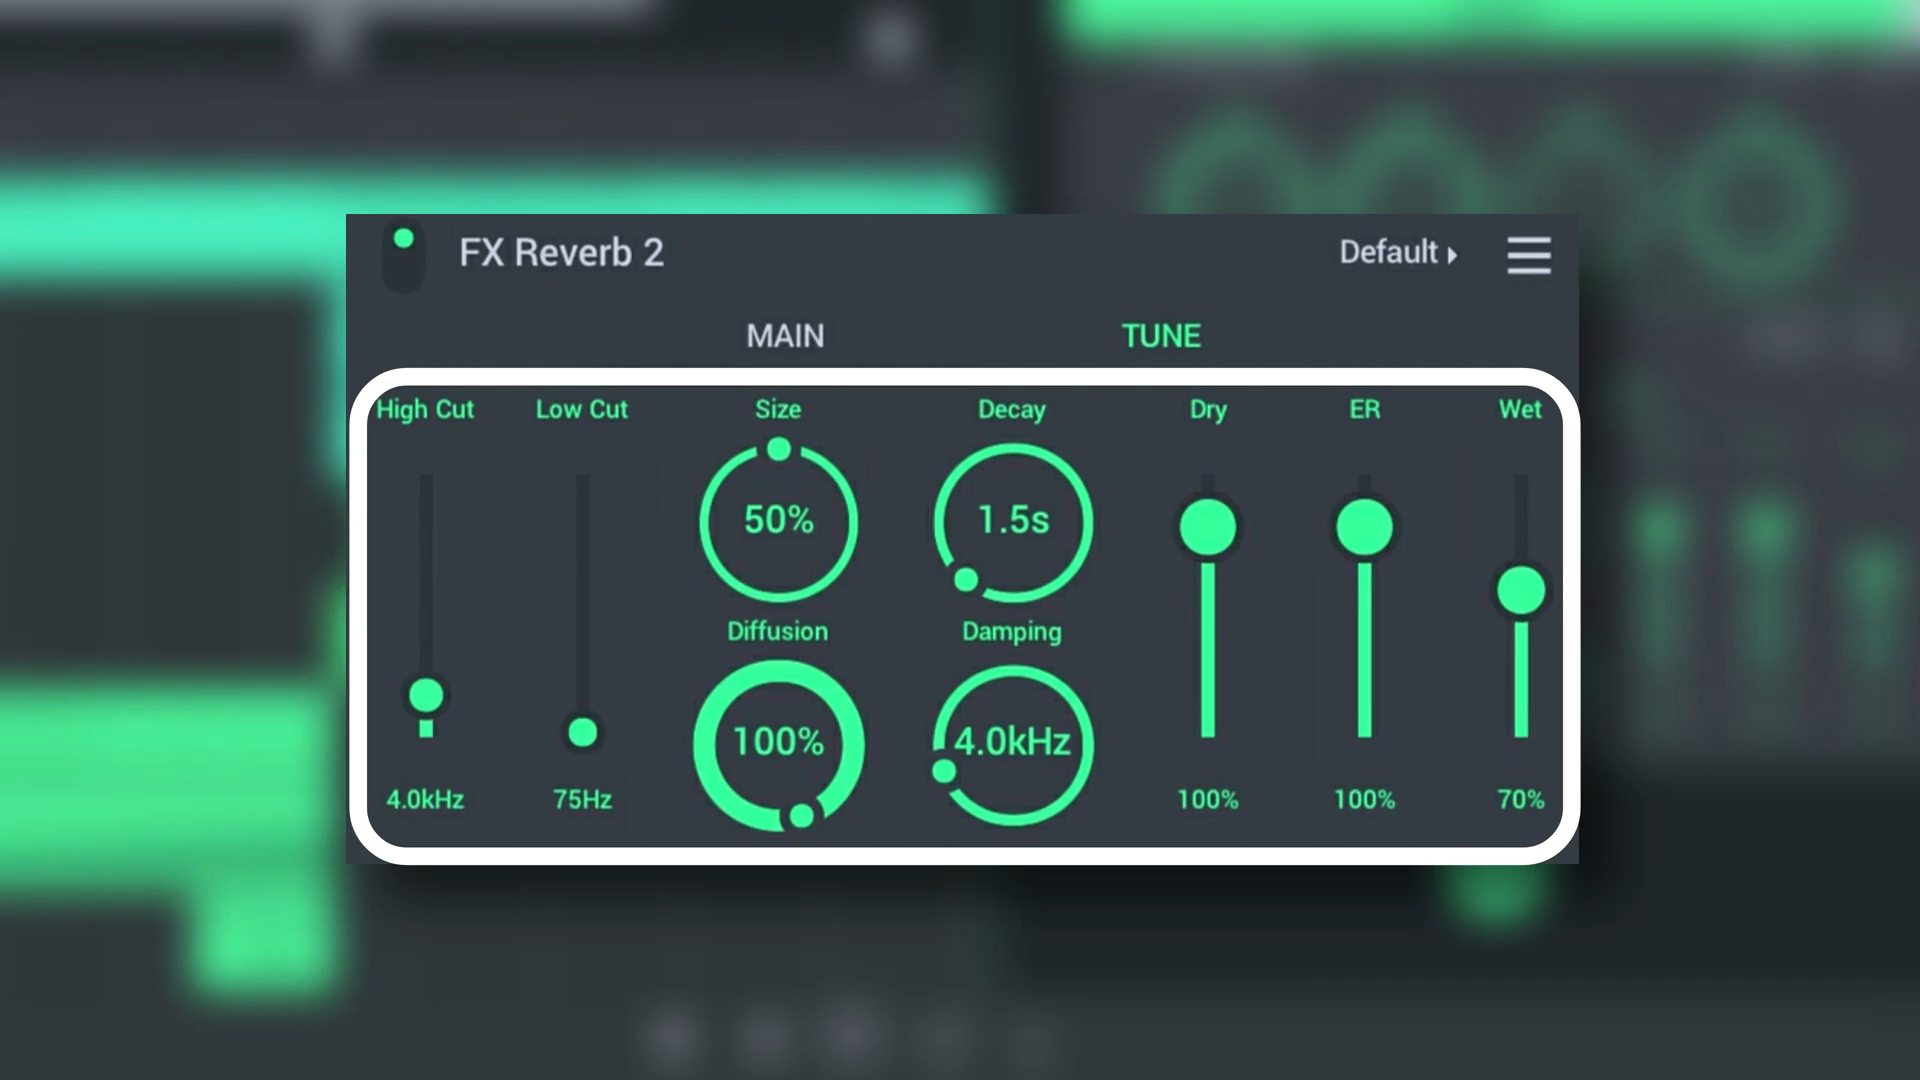 FX Reverb 2
Default
MAIN
TUNE
High Cut
Low Cut
Size
Decay
Dry
ER
Wet
50%
1.5s
Diffusion
Damping
100%
4.0kHz
4.0kHz
75Hz
100%
100%
70%